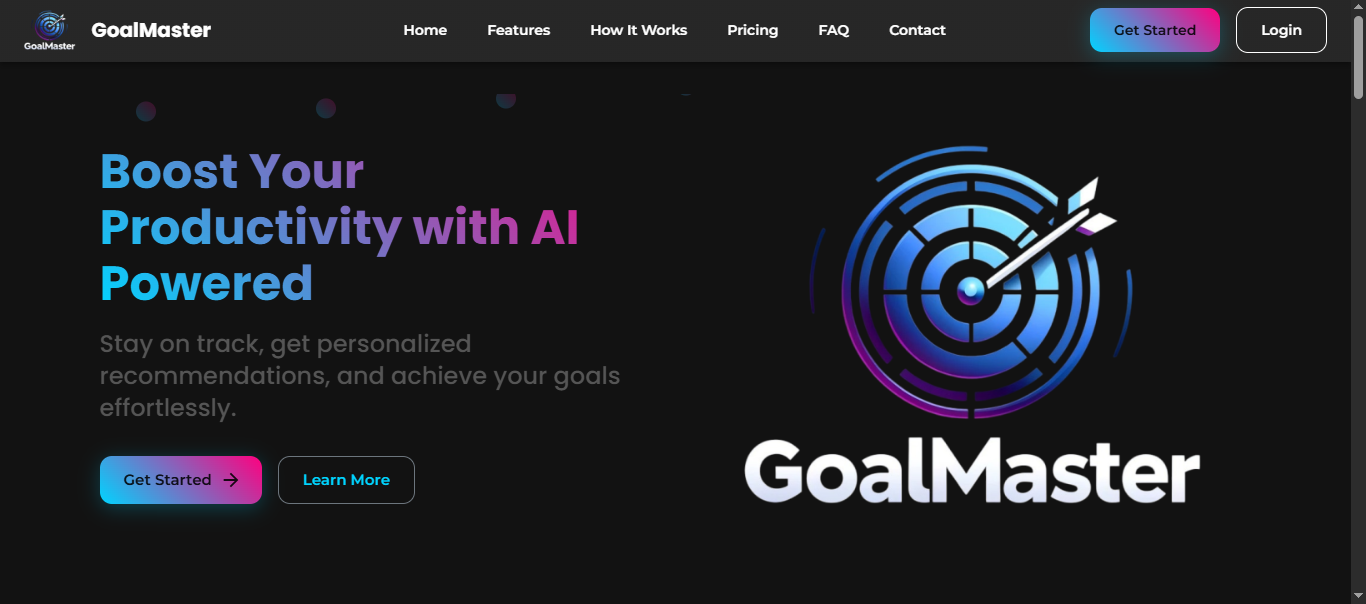 GoalMaster
GoalMaster
Home
Features
How It Works
Pricing
FAQ
Contact
Get Started
Login
Boost Your
Productivity with AI
Powered
Stay on track, get personalized
recommendations, and achieve your goals
effortlessly.
Get Started
Learn More
GoalMaster